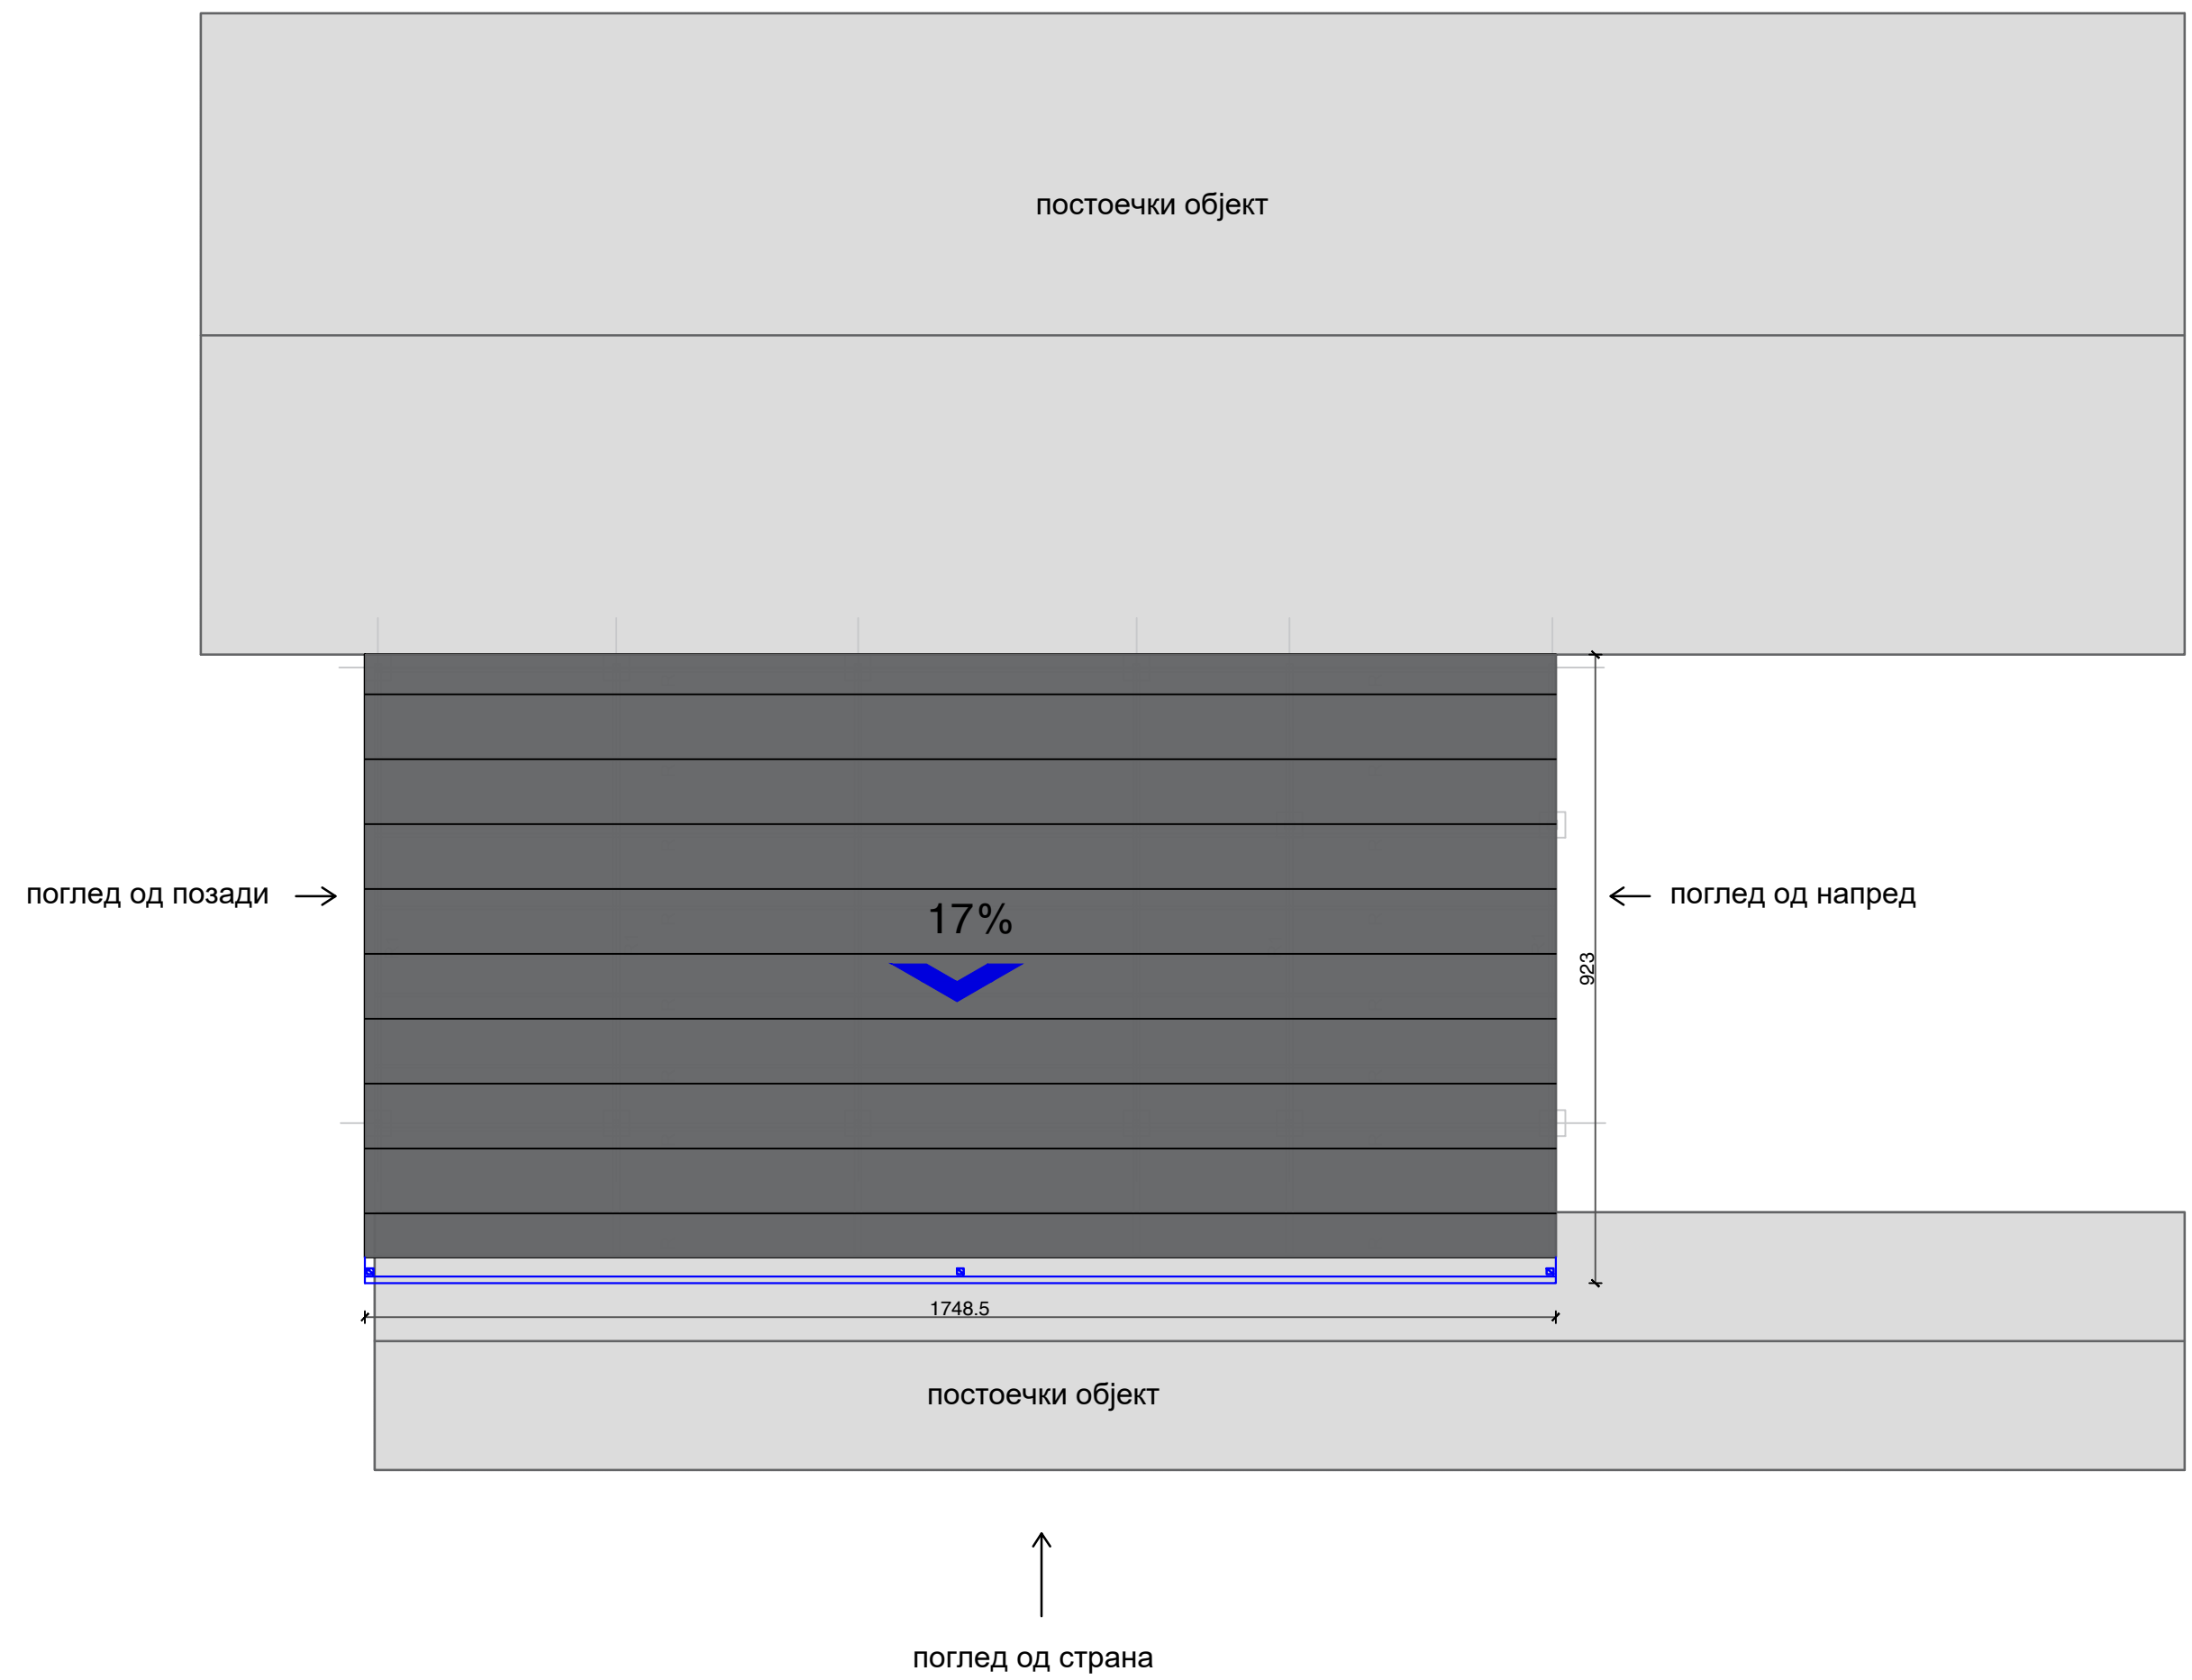 постоечки објект
поглед од позади
17%
923
поглед од напред
1748.5
постоечки објект
поглед од страна